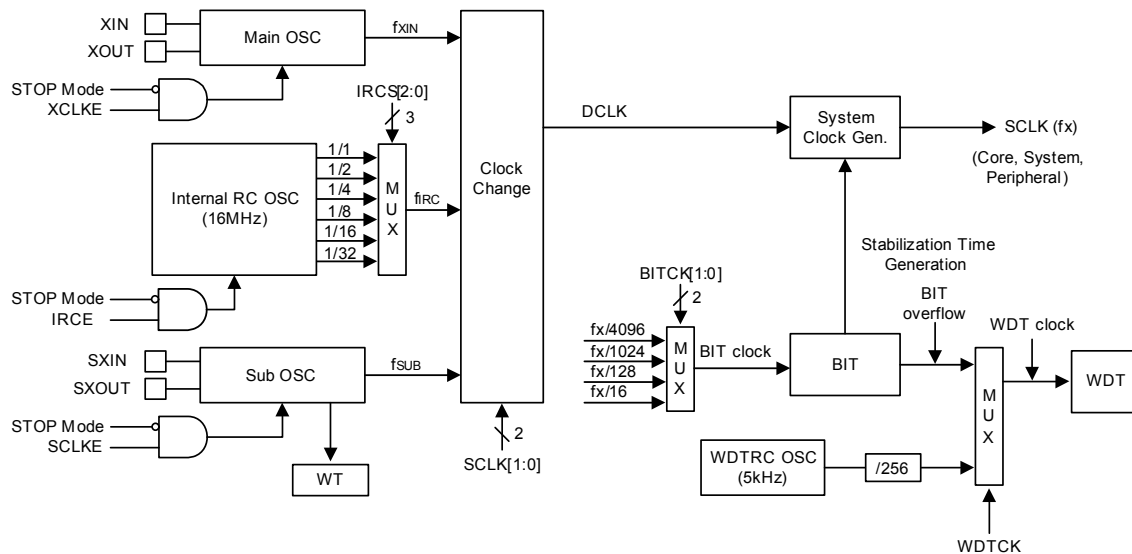 XIN
XOUT
Main OSC
fXIN
STOP Mode
XCLKE
IRCS[2:0]
3
Internal RC OSC
(16MHz)
1/1
1/2
1/4
1/8
1/16
1/32
MUX
fIRC
STOP Mode
IRCE
SXIN
SXOUT
Sub OSC
fSUB
STOP Mode
SCLKE
WT
Clock
Change
2
SCLK[1:0]
DCLK
System
Clock Gen.
SCLK (fx)
(Core, System,
Peripheral)
Stabilization Time
Generation
BITCK[1:0]
2
fx/4096
fx/1024
fx/128
fx/16
MUX
BIT clock
BIT
BIT
overflow
WDT clock
MUX
WDT
WDTRC OSC
(5kHz)
/256
WDTCK